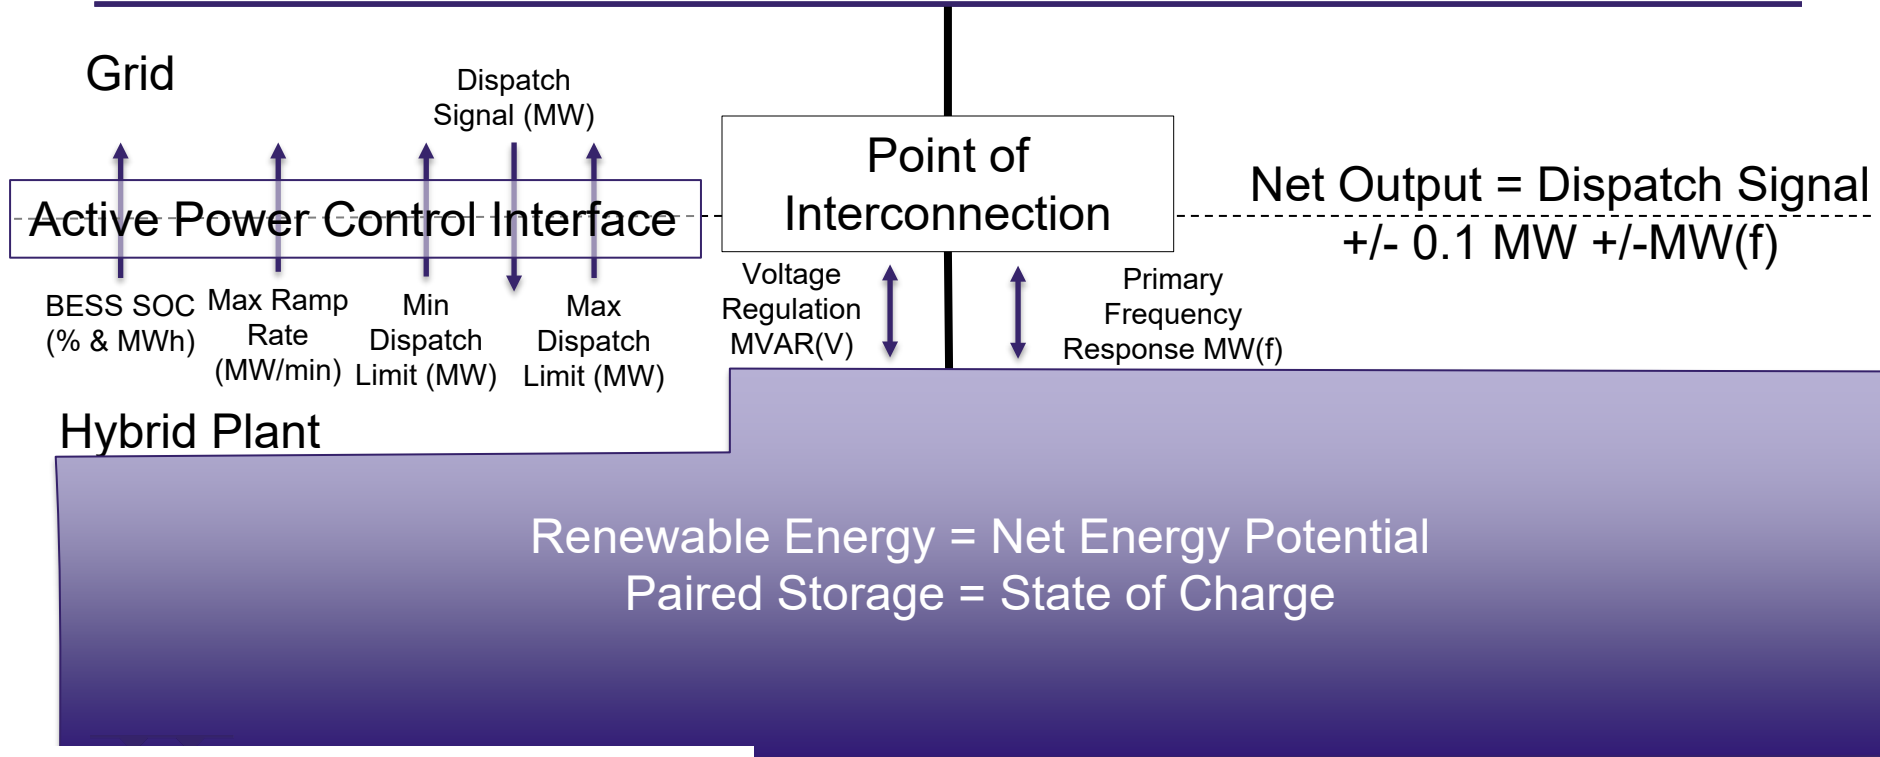 Grid
Dispatch
Signal (MW)
Active Power Control Interface
Point of
Interconnection
Net Output = Dispatch Signal
+/- 0.1 MW +/-MW(f)
BESS SOC
(% & MWh)
Max Ramp
Rate
(MW/min)
Min
Dispatch
Limit (MW)
Max
Dispatch
Limit (MW)
Voltage
Regulation
MVAR(V)
Primary
Frequency
Response MW(f)
Hybrid Plant
Renewable Energy = Net Energy Potential
Paired Storage = State of Charge